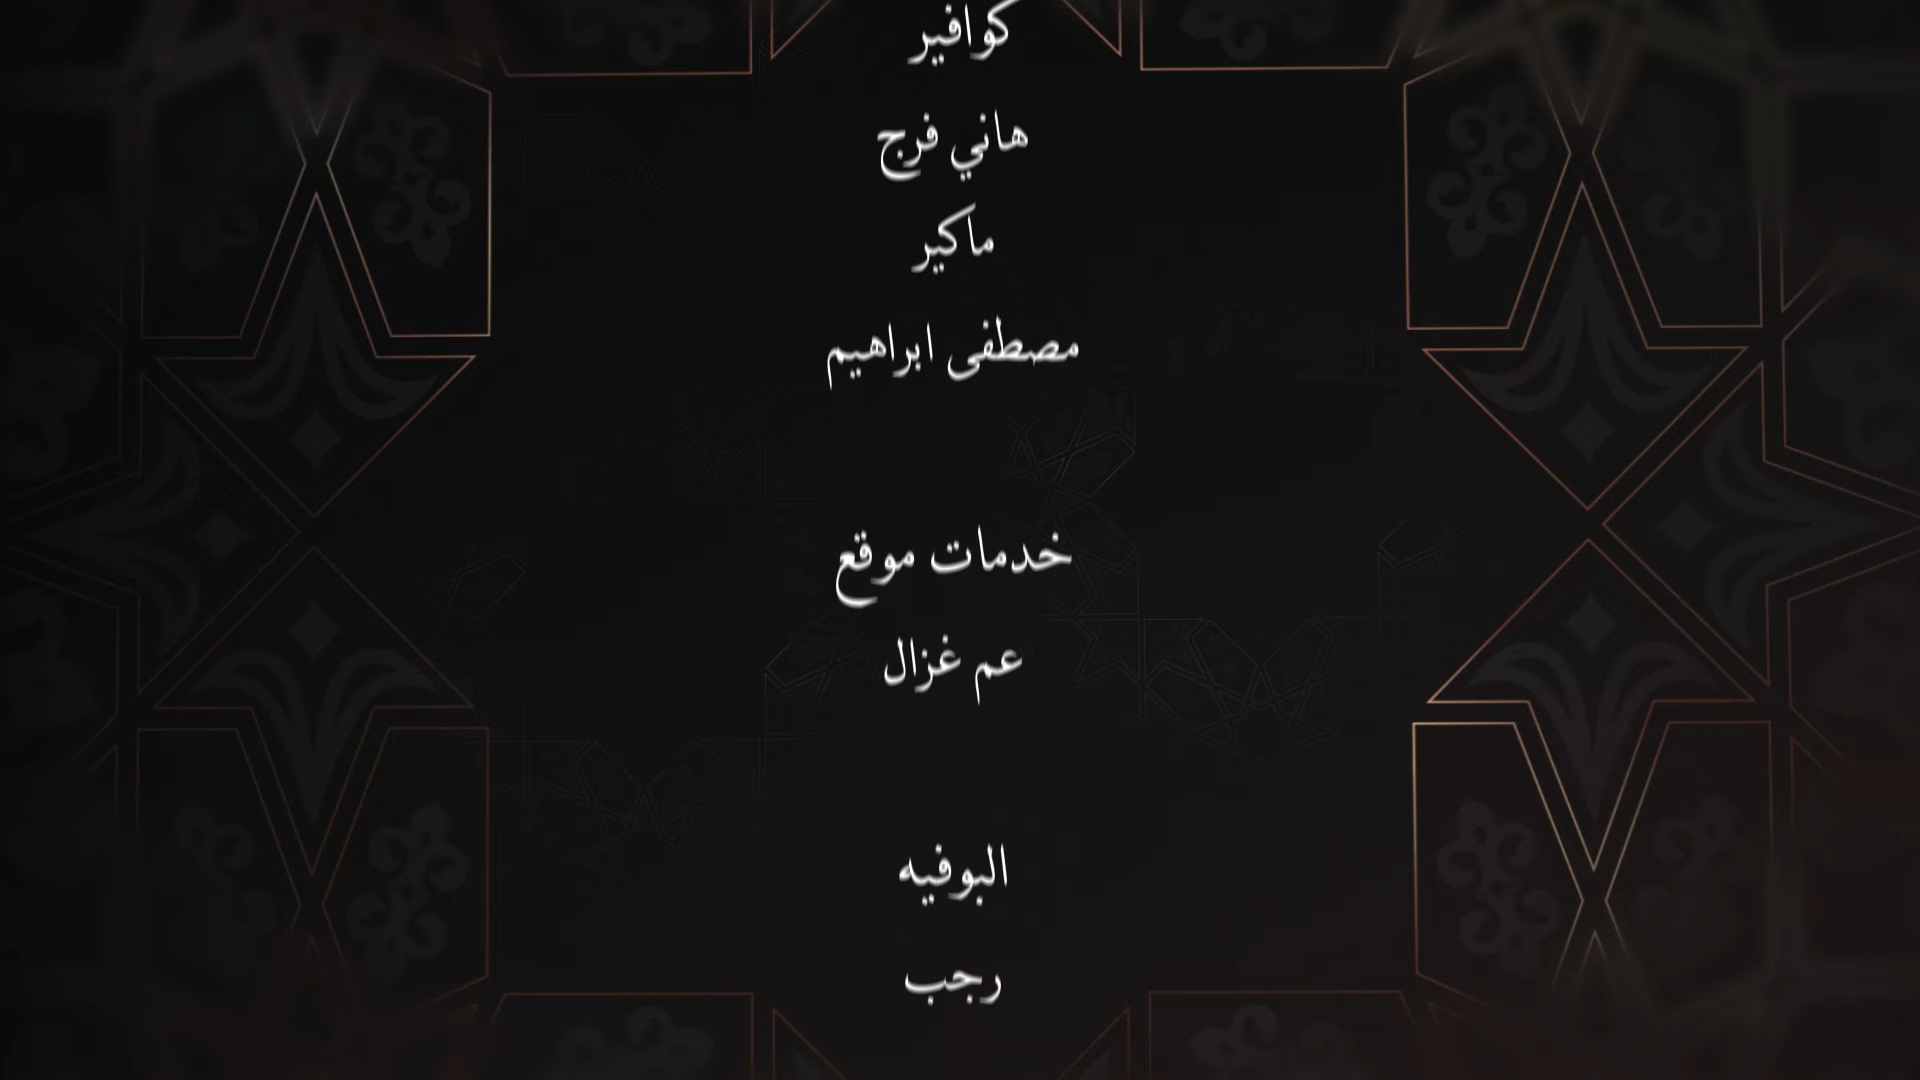 كوافير
هاني فرج
ماكير
مصطفى ابراهيم
خدمات موقع
عم غزال
البوفيه
رجب